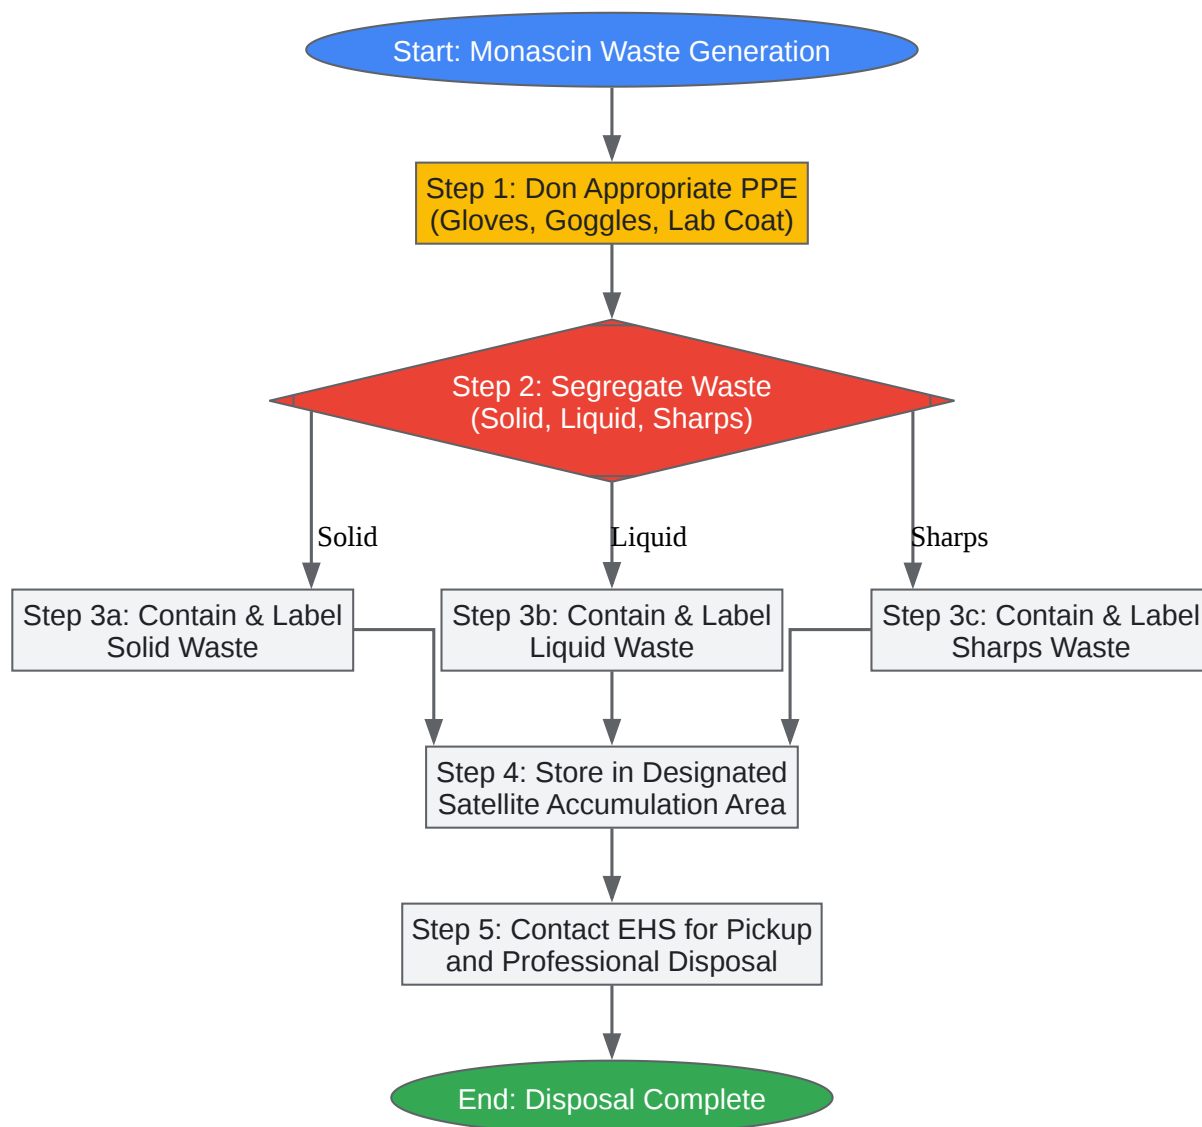 Start: Monascin Waste Generation
Step 1: Don Appropriate PPE
(Gloves, Goggles, Lab Coat)
Step 2: Segregate Waste
(Solid, Liquid, Sharps)
Solid
Liquid
Sharps
Step 3a: Contain & Label
Solid Waste
Step 3b: Contain & Label
Liquid Waste
Step 3c: Contain & Label
Sharps Waste
Step 4: Store in Designated
Satellite Accumulation Area
Step 5: Contact EHS for Pickup
and Professional Disposal
End: Disposal Complete